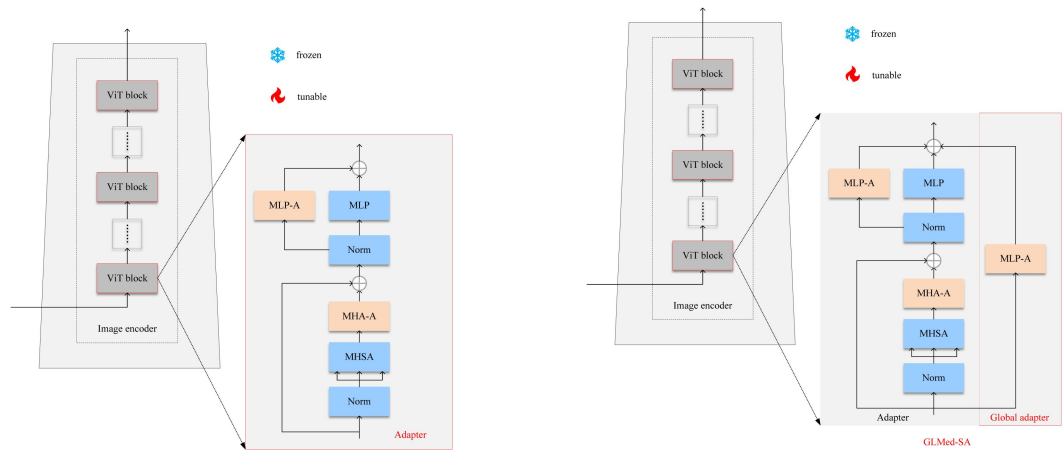 frozen
tunable
ViT block
ViT block
ViT block
Image encoder
MLP-A
MLP
Norm
MHA-A
MHSA
Norm
Adapter
frozen
tunable
ViT block
ViT block
ViT block
Image encoder
MLP-A
MLP
Norm
MLP-A
MHA-A
MHSA
Norm
Adapter
Global adapter
GLMed-SA